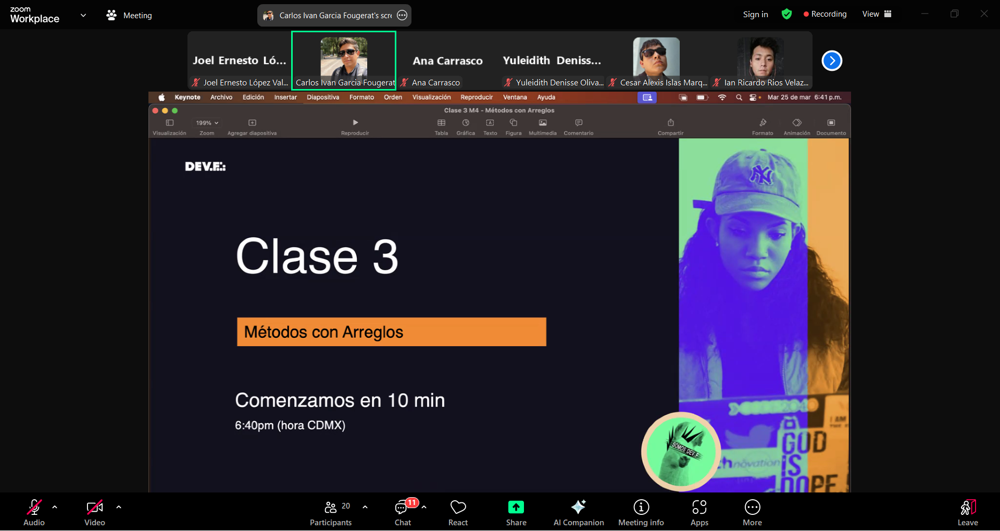 zoom
Workplace
Meeting
Carlos Ivan Garcia Fougerat's scre
Sign in
Recording
View
Joel Ernesto Ló...
Ana Carrasco
Yuleidith Deniss...
Joel Ernesto López Val...
Carlos Ivan Garcia Fougerat
Ana Carrasco
Yuleidith Denisse Oliva...
Cesar Alexis Islas Marq...
Ian Ricardo Rios Velaz...
Keynote Archivo Edición Insertar Diapositiva Formato Orden Visualización Reproducir Ventana Ayuda
Mar 25 de mar 6:41 p.m.
Clase 3 M4 - Métodos con Arreglos
199%
Visualización Zoom Agregar diapositiva Reproducir Tabla Gráfica Texto Figura Multimedia Comentario Compartir Formato Animación Documento
DEV.F.:
NY
Clase 3
Métodos con Arreglos
Comenzamos en 10 min
6:40pm (hora CDMX)
SOMOS DEV.F
I AM
GOD
IS
DOPE.
20
11
Audio
Video
Participants
Chat
React
Share
AI Companion
Meeting info
Apps
More
Leave